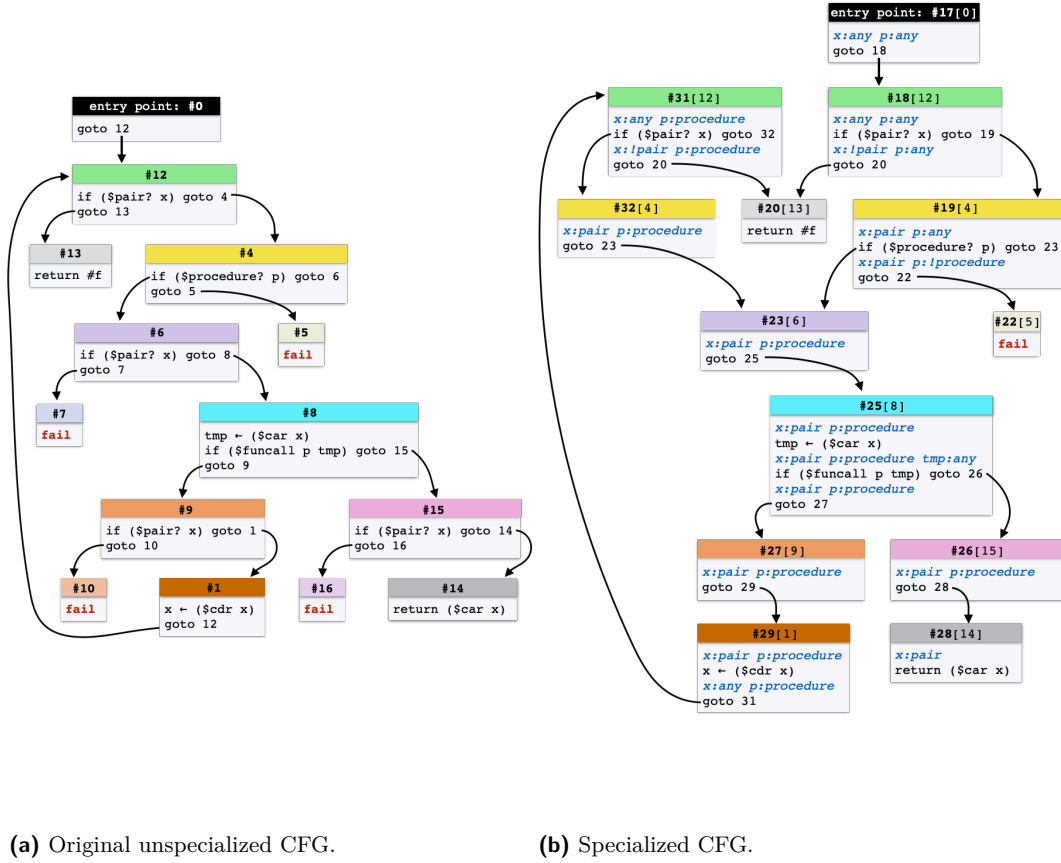 entry point: #0
goto 12
#12
if ($pair? x) goto 4
goto 13
#13
return #f
#4
if ($procedure? p) goto 6
goto 5
#6
if ($pair? x) goto 8
goto 7
#5
fail
#7
fail
#8
tmp ← ($car x)
if ($funcall p tmp) goto 15
goto 9
#9
if ($pair? x) goto 1
goto 10
#15
if ($pair? x) goto 14
goto 16
#10
fail
#1
x ← ($cdr x)
goto 12
#16
fail
#14
return ($car x)
(a) Original unspecialized CFG.
entry point: #17[0]
x:any p:any
goto 18
#31[12]
x:any p:procedure
if ($pair? x) goto 32
x:!pair p:procedure
goto 20
#18[12]
x:any p:any
if ($pair? x) goto 19
x:!pair p:any
goto 20
#32[4]
x:pair p:procedure
goto 23
#20[13]
return #f
#19[4]
x:pair p:any
if ($procedure? p) goto 23
x:pair p:!procedure
goto 22
#23[6]
x:pair p:procedure
goto 25
#22[5]
fail
#25[8]
x:pair p:procedure
tmp ← ($car x)
x:pair p:procedure tmp:any
if ($funcall p tmp) goto 26
x:pair p:procedure
goto 27
#27[9]
x:pair p:procedure
goto 29
#26[15]
x:pair p:procedure
goto 28
#29[1]
x:pair p:procedure
x ← ($cdr x)
x:any p:procedure
goto 31
#28[14]
x:pair
return ($car x)
(b) Specialized CFG.